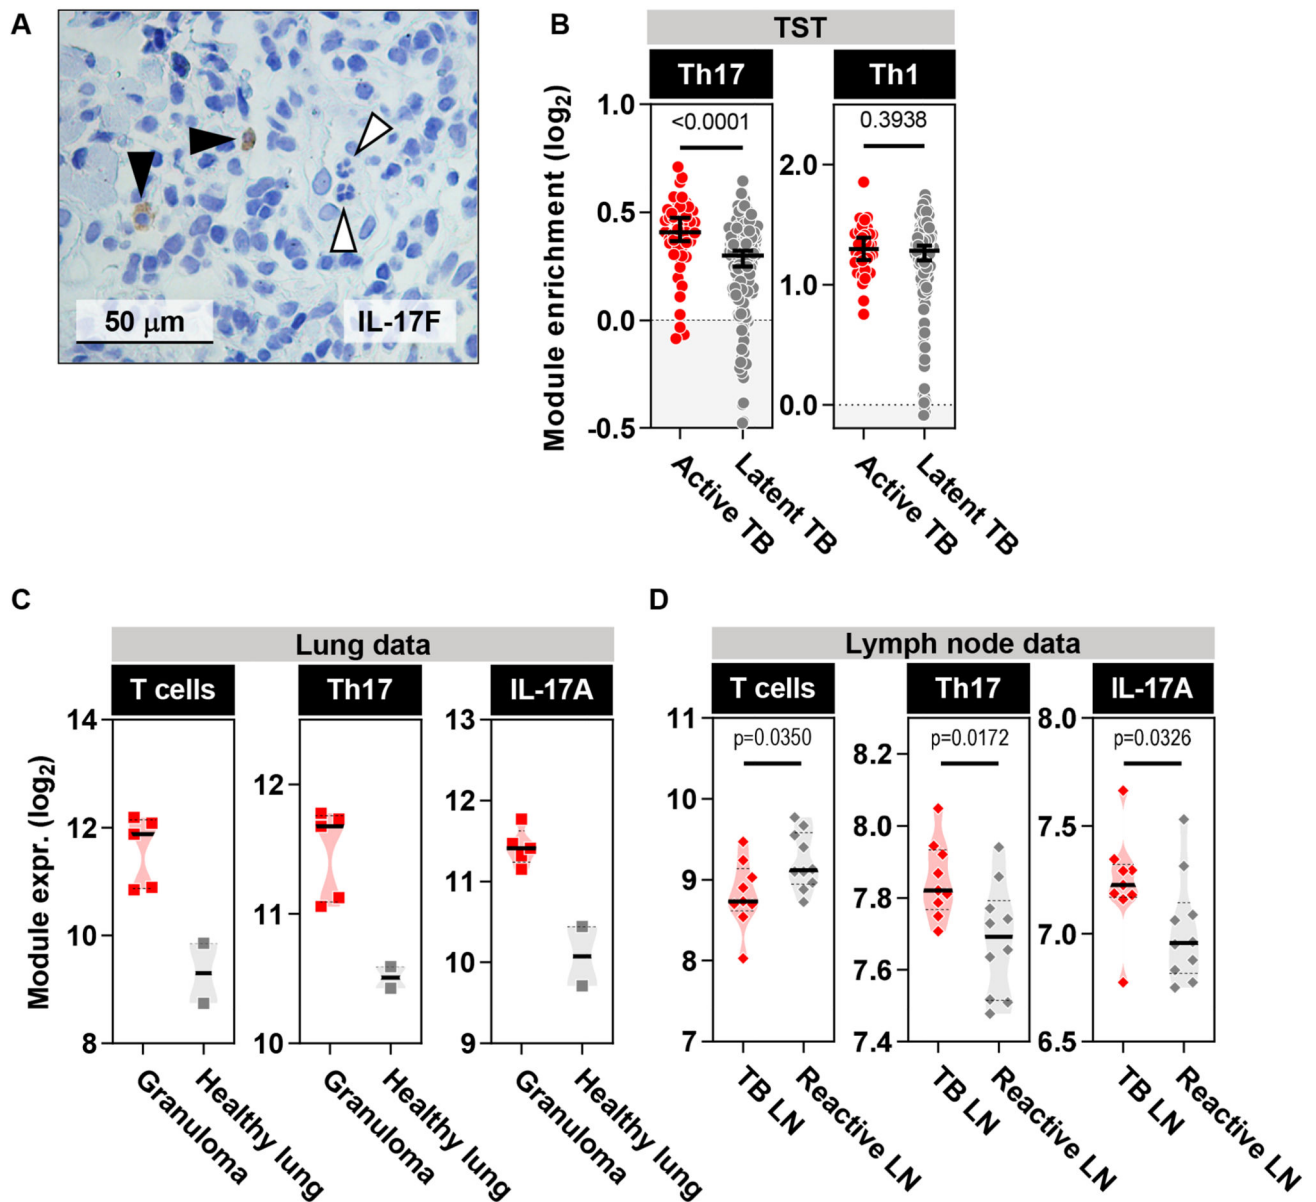 A
50 μm
IL-17F
B
TST
Th17
Th1
Module enrichment (log2)
1.0
0.5
0.0
-0.5
<0.0001
2.0
1.0
0.0
0.3938
Active TB
Latent TB
Active TB
Latent TB
C
Lung data
T cells
Th17
IL-17A
Module expr. (log2)
14
12
10
8
12
11
10
13
12
11
10
9
Granuloma
Healthy lung
Granuloma
Healthy lung
Granuloma
Healthy lung
D
Lymph node data
T cells
Th17
IL-17A
11
10
9
8
7
p=0.0350
8.2
8.0
7.8
7.6
7.4
p=0.0172
8.0
7.5
7.0
6.5
p=0.0326
TB LN
Reactive LN
TB LN
Reactive LN
TB LN
Reactive LN